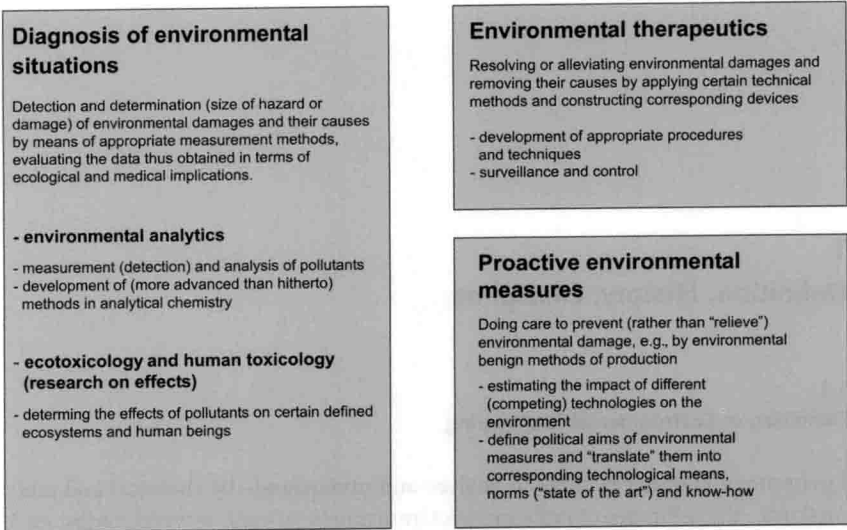 Diagnosis of environmental
situations
Detection and determination (size of hazard or
damage) of environmental damages and their causes
by means of appropriate measurement methods,
evaluating the data thus obtained in terms of
ecological and medical implications.
- environmental analytics
- measurement (detection) and analysis of pollutants
- development of (more advanced than hitherto)
methods in analytical chemistry
- ecotoxicology and human toxicology
(research on effects)
- determing the effects of pollutants on certain defined
ecosystems and human beings
Environmental therapeutics
Resolving or alleviating environmental damages and
removing their causes by applying certain technical
methods and constructing corresponding devices
- development of appropriate procedures
and techniques
- surveillance and control
Proactive environmental
measures
Doing care to prevent (rather than “relieve”)
environmental damage, e.g., by environmental
benign methods of production
- estimating the impact of different
(competing) technologies on the
environment
- define political aims of environmental
measures and “translate” them into
corresponding technological means,
norms (“state of the art”) and know-how